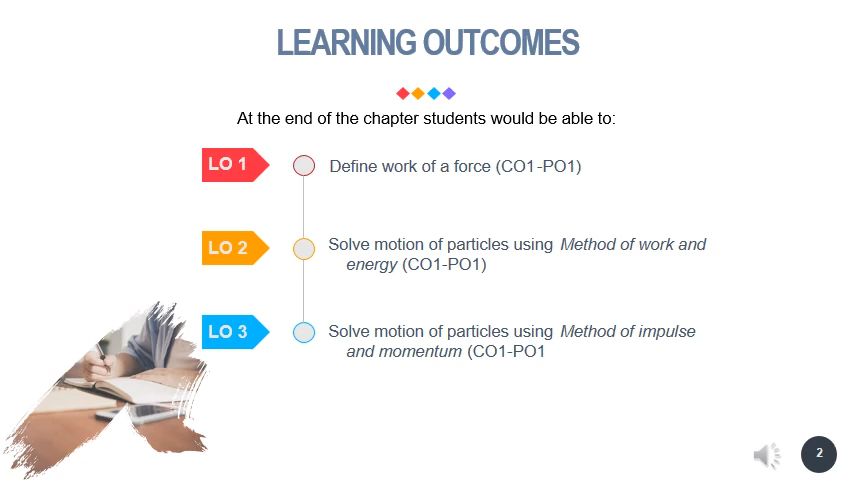 LEARNING OUTCOMES
At the end of the chapter students would be able to:
LO 1
Define work of a force (CO1-PO1)
LO 2
Solve motion of particles using Method of work and
energy (CO1-PO1)
LO 3
Solve motion of particles using Method of impulse
and momentum (CO1-PO1
2